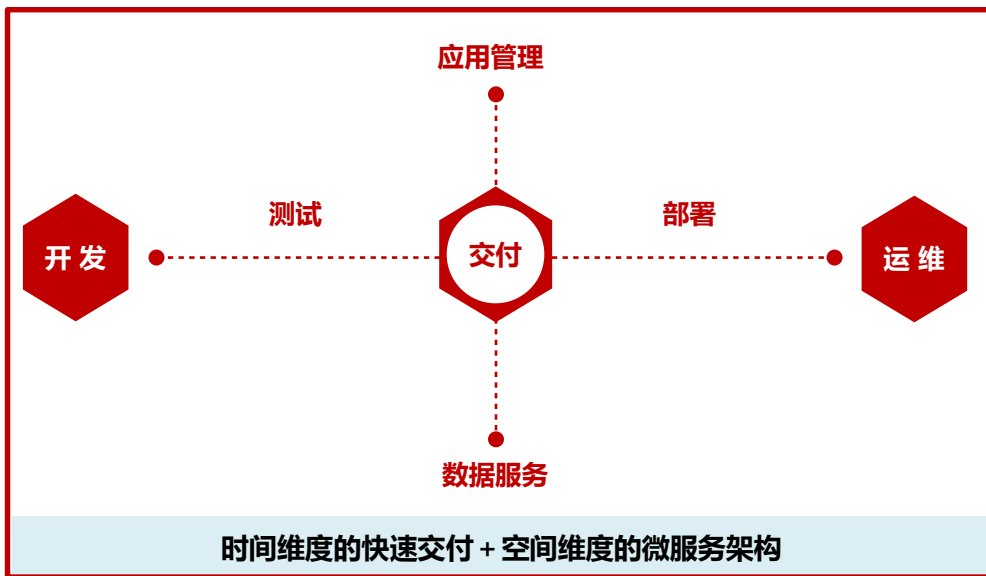 应用管理
测试
部署
开发
交付
运维
数据服务
时间维度的快速交付 + 空间维度的微服务架构